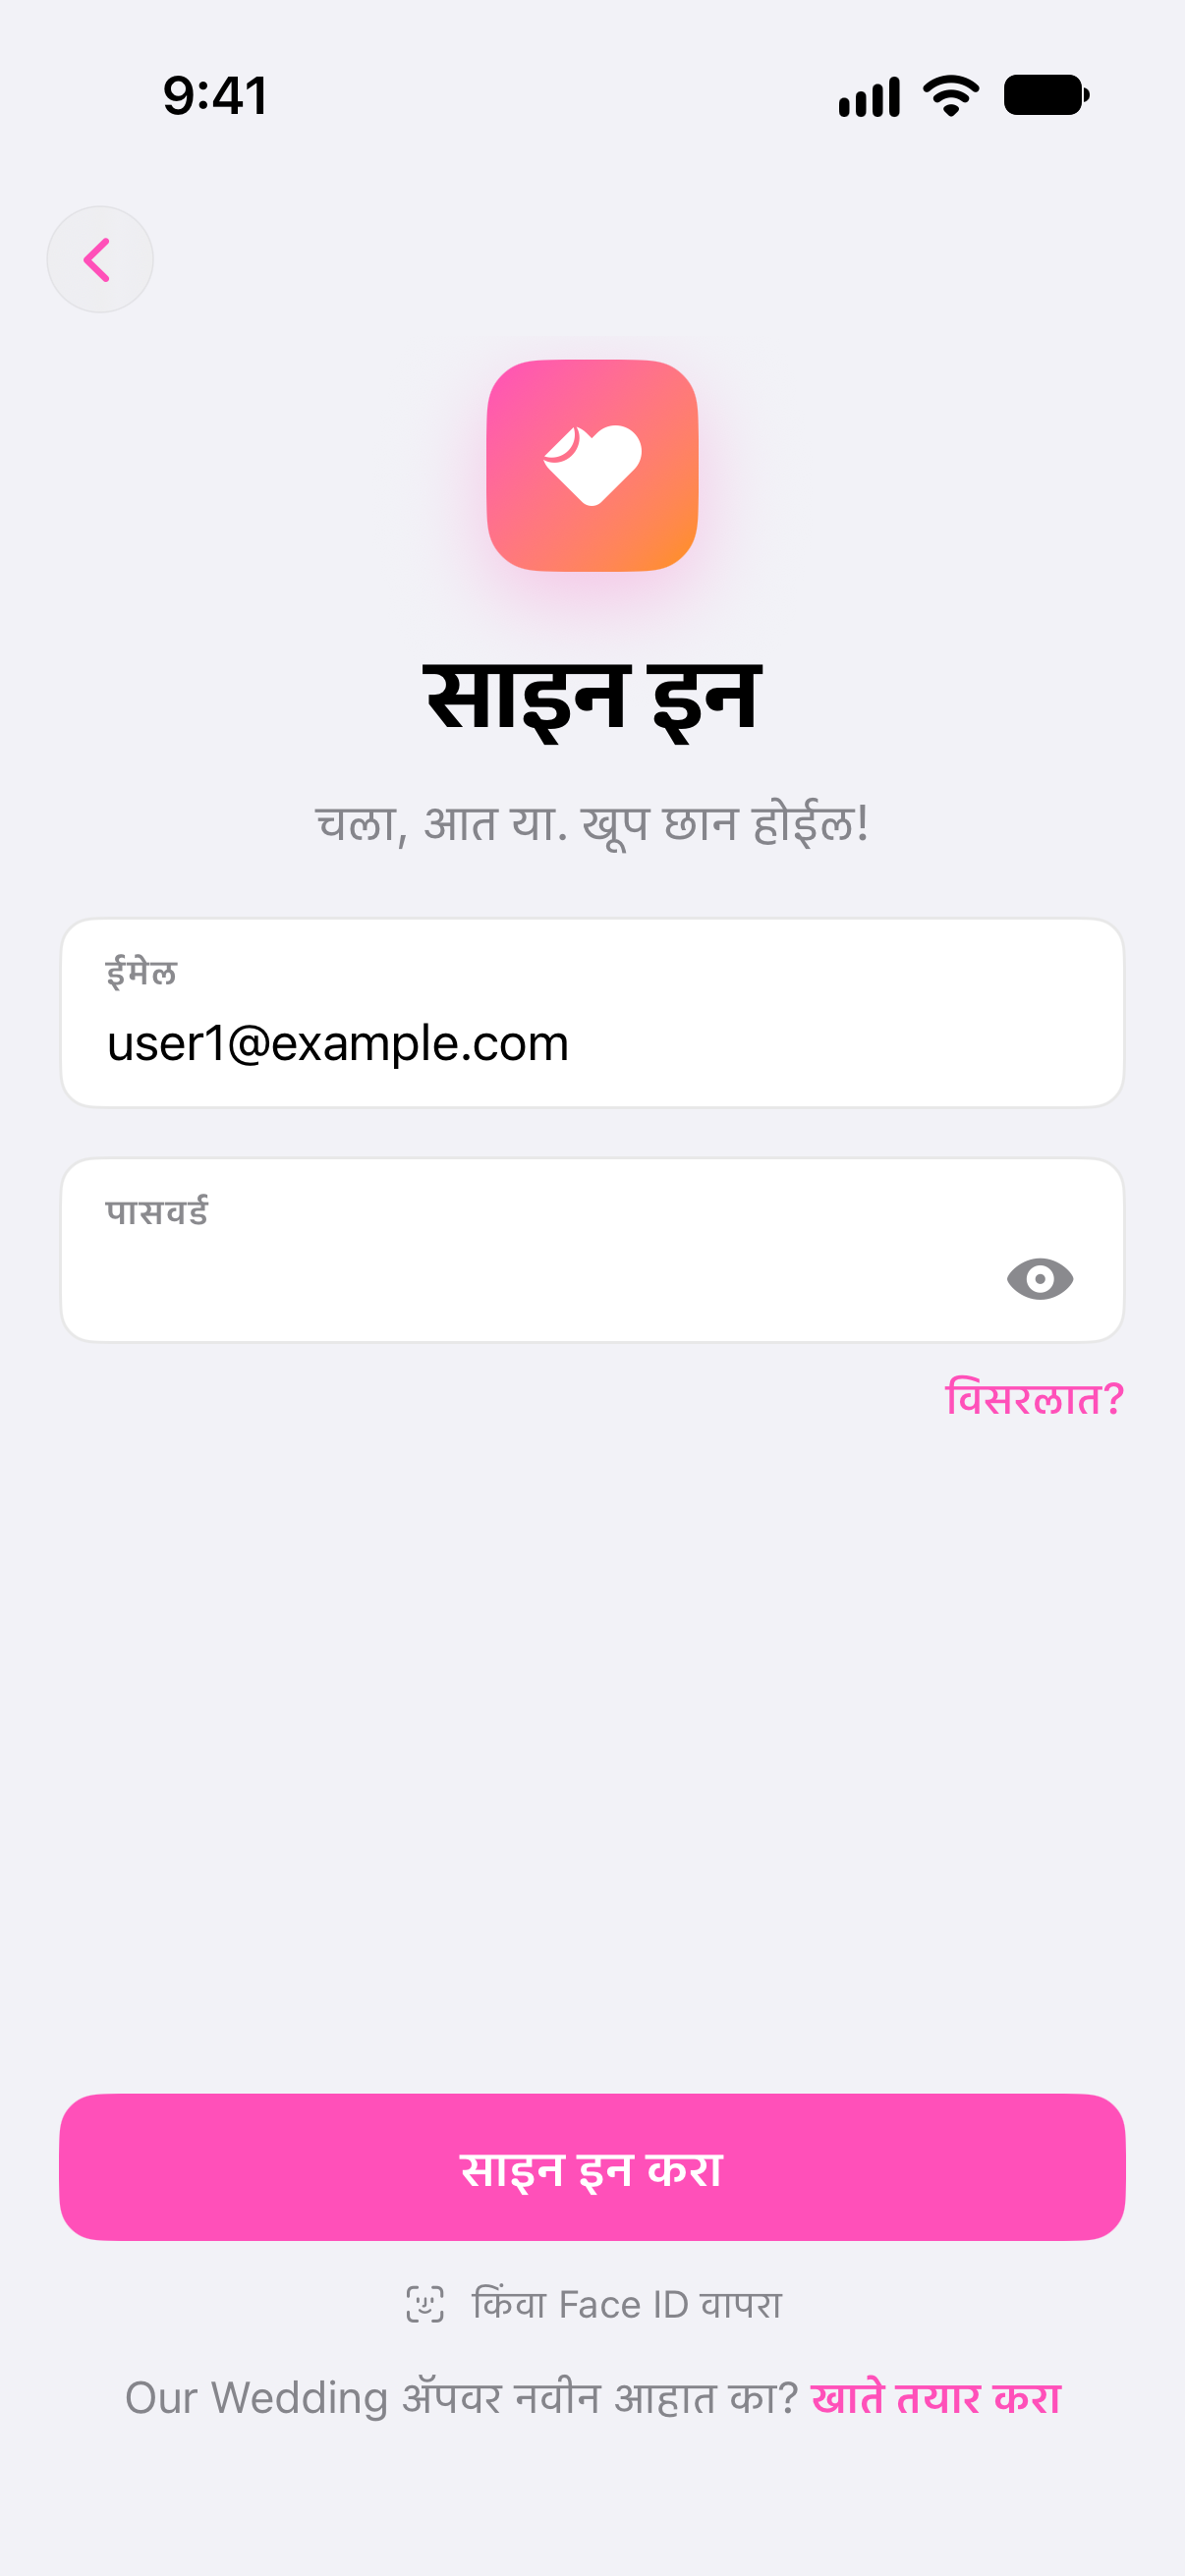 9:41
साइन इन
चला, आत या. खूप छान होईल!
ईमेल
user1@example.com
पासवर्ड
विसरलात?
साइन इन करा
किंवा Face ID वापरा
Our Wedding ॲपवर नवीन आहात का? खाते तयार करा